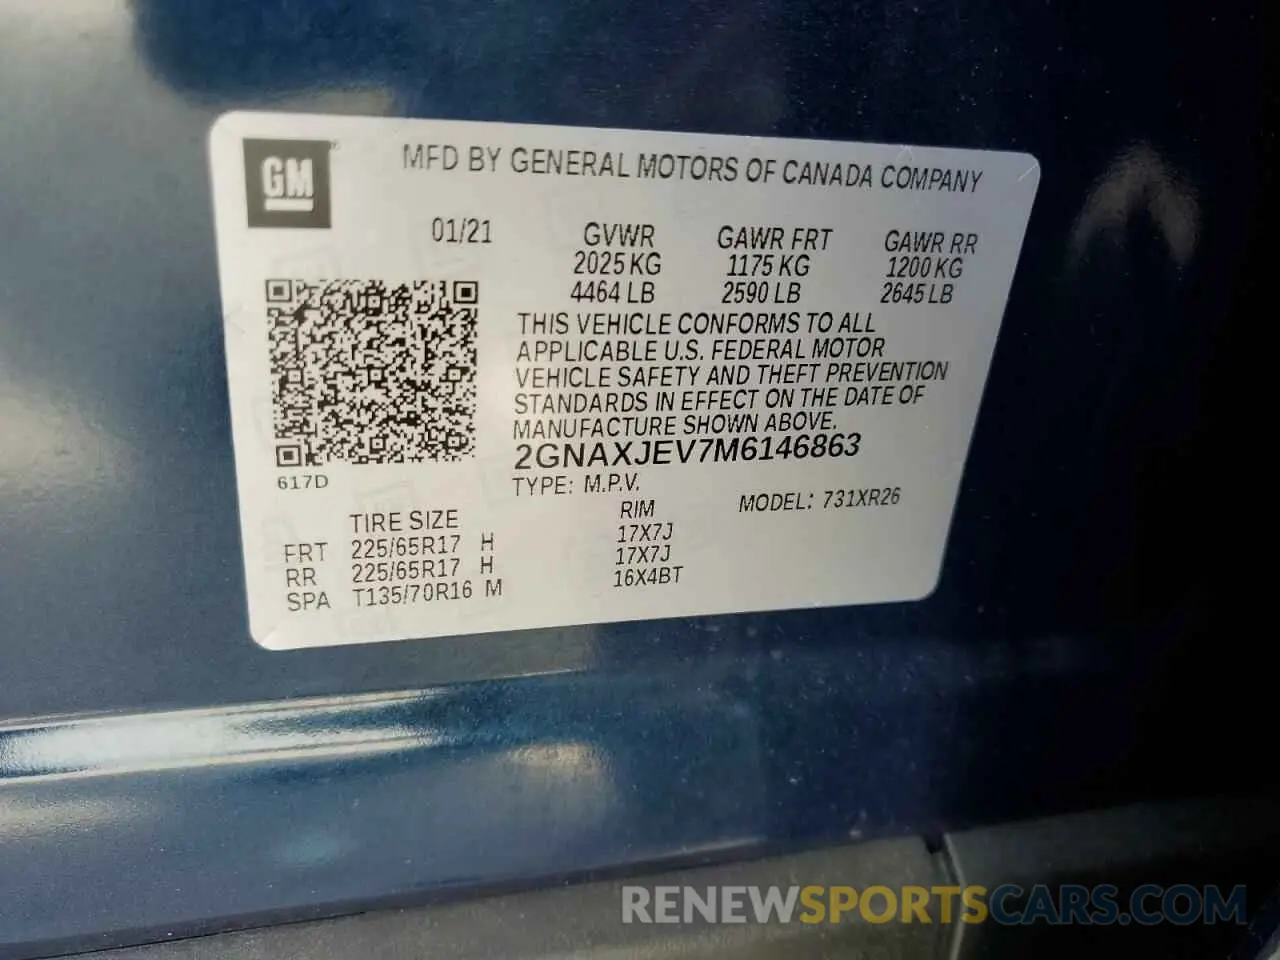 GM
MFD BY GENERAL MOTORS OF CANADA COMPANY
01/21
GVWR GAWR FRT GAWR RR
2025 KG 1175 KG 1200 KG
4464 LB 2590 LB 2645 LB
THIS VEHICLE CONFORMS TO ALL
APPLICABLE U.S. FEDERAL MOTOR
VEHICLE SAFETY AND THEFT PREVENTION
STANDARDS IN EFFECT ON THE DATE OF
MANUFACTURE SHOWN ABOVE.
2GNAXJEV7M6146863
617D
TYPE: M.P.V.
MODEL: 731XR26
TIRE SIZE RIM
FRT 225/65R17 H 17X7J
RR 225/65R17 H 17X7J
SPA T135/70R16 M 16X4BT
RENEWSPORTSCARS.COM